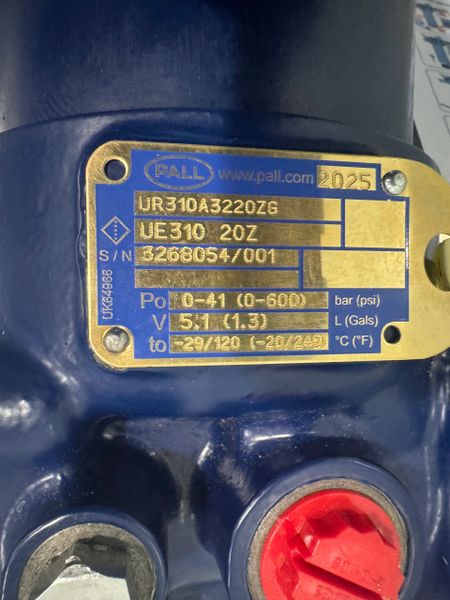 PALL www.pall.com 2025
UR310A3220ZG
UE310 20Z
S/N 3268054/001
UK64966
Po 0-41 (0-600) bar (psi)
V 5.1 (1.3) L (Gals)
to -29/120 (-20/248) °C (°F)